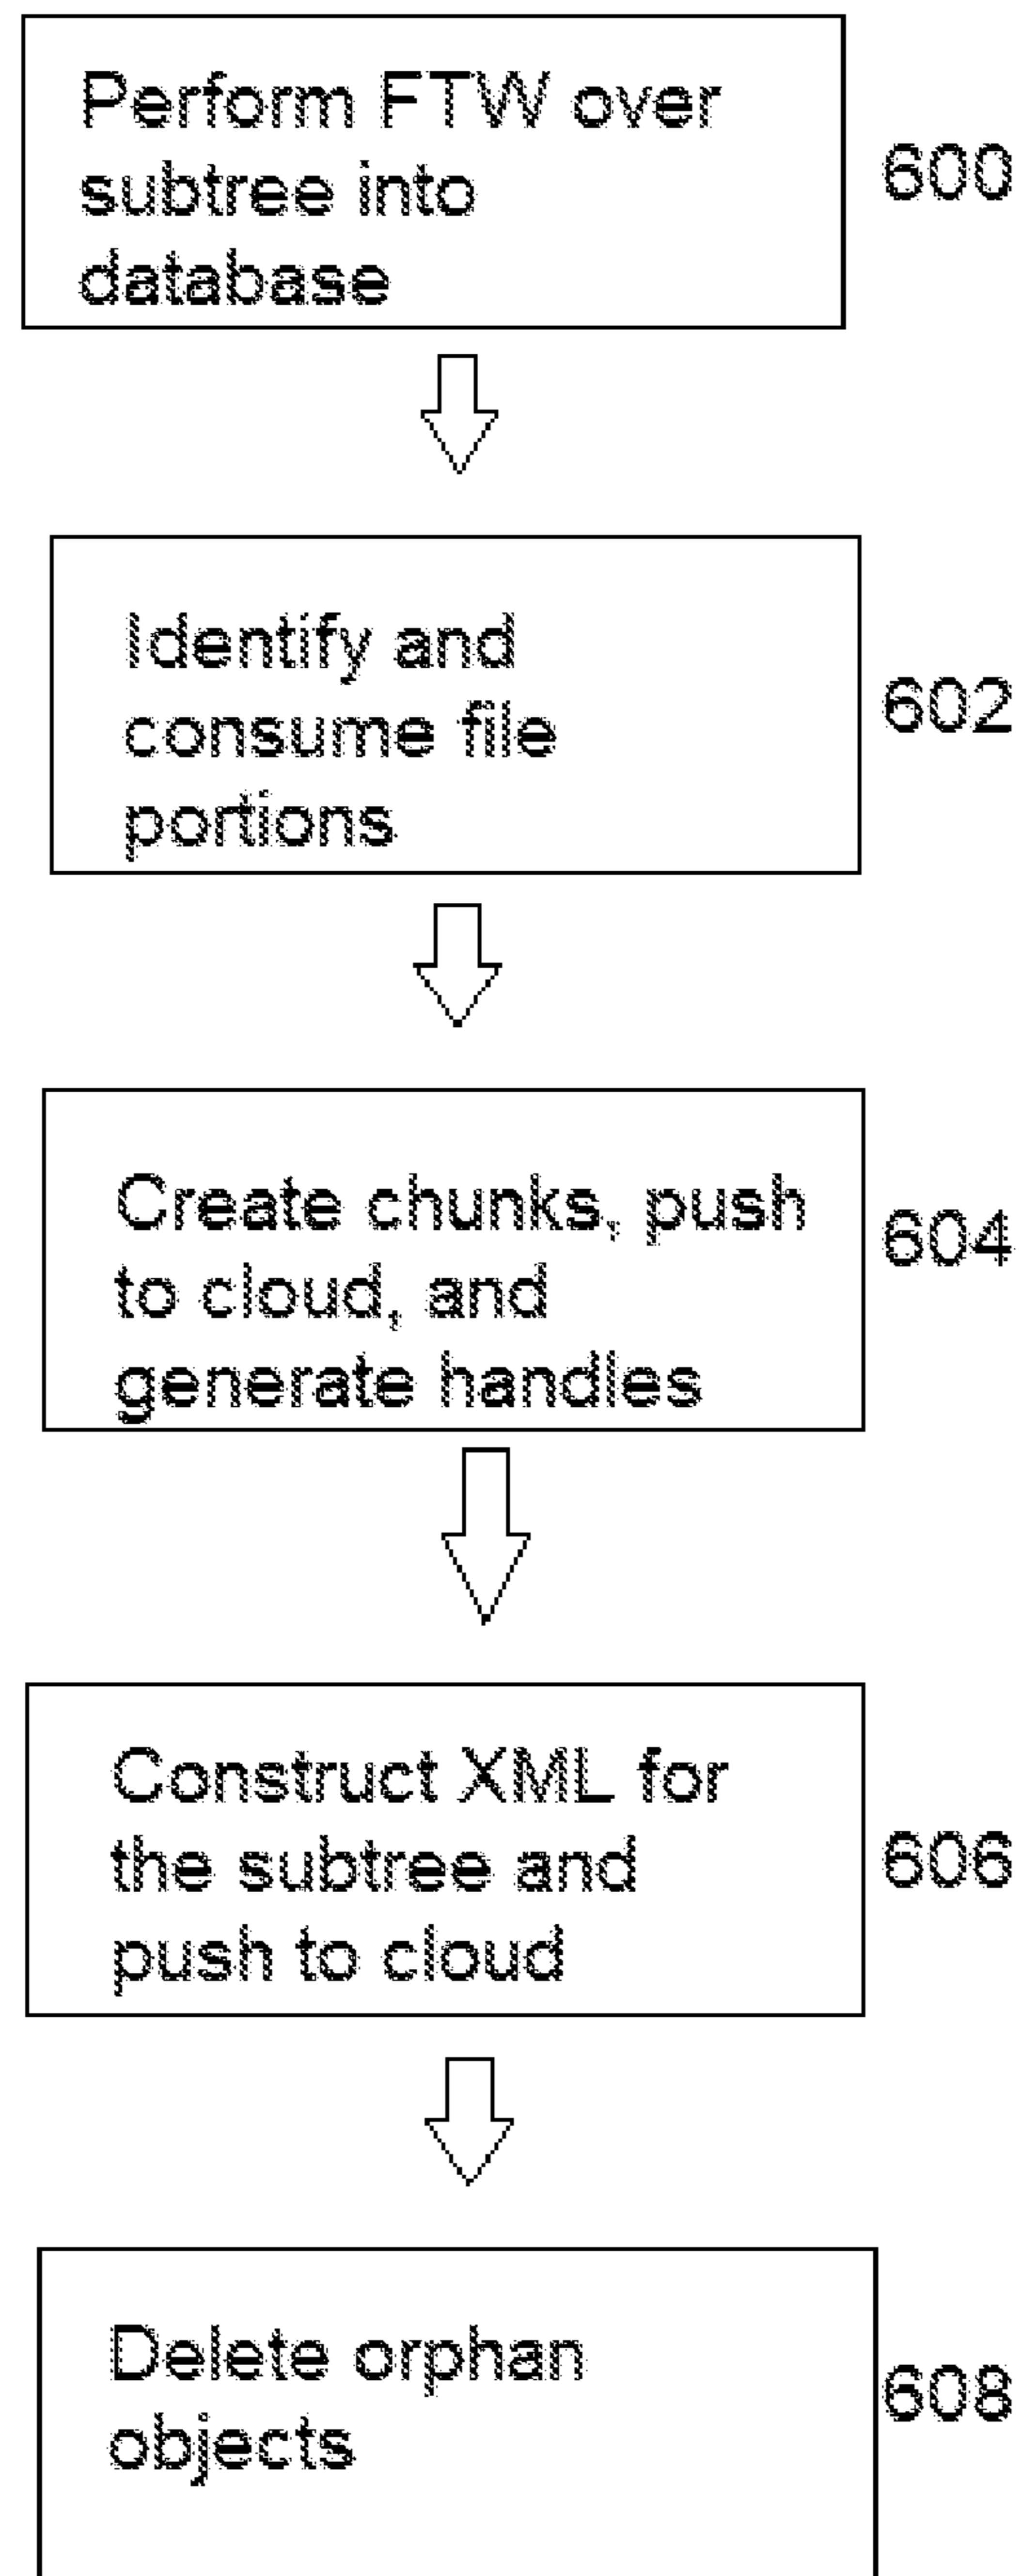 Perform FTW over
subtree into
database
600
Identify and
consume file
portions
602
Create chunks, push
to cloud, and
generate handles
604
Construct XML for
the subtree and
push to cloud
606
Delete orphan
objects
608